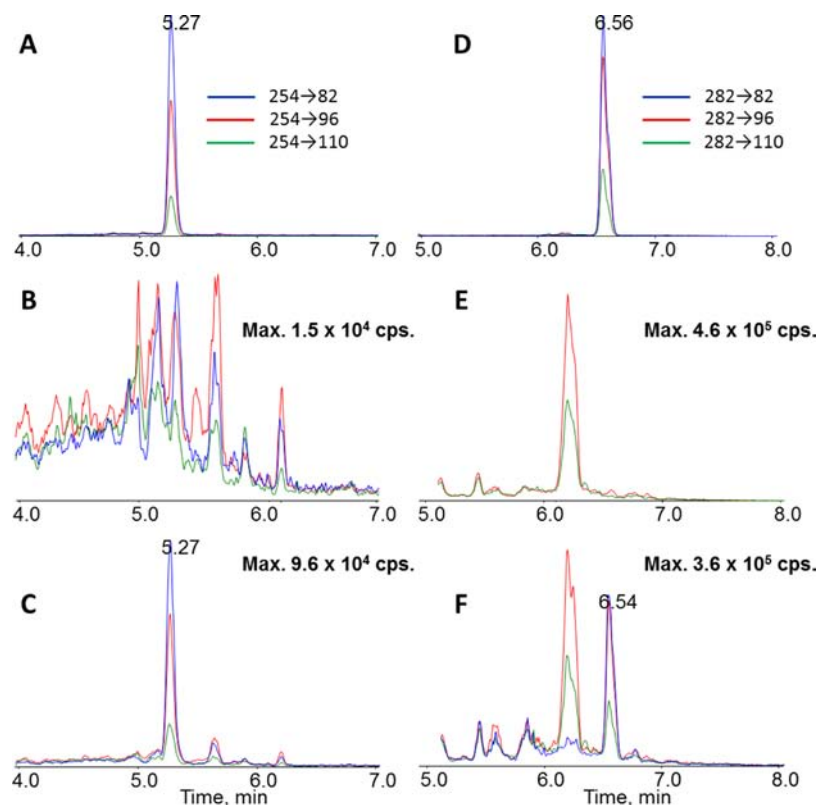 A
5.27
254→82
254→96
254→110
4.0 5.0 6.0 7.0
D
6.56
282→82
282→96
282→110
5.0 6.0 7.0 8.0
B
Max. 1.5 x 10⁴ cps.
4.0 5.0 6.0 7.0
E
Max. 4.6 x 10⁵ cps.
5.0 6.0 7.0 8.0
C
5.27
Max. 9.6 x 10⁴ cps.
4.0 5.0 6.0 7.0
Time, min
F
Max. 3.6 x 10⁵ cps.
6.54
5.0 6.0 7.0 8.0
Time, min